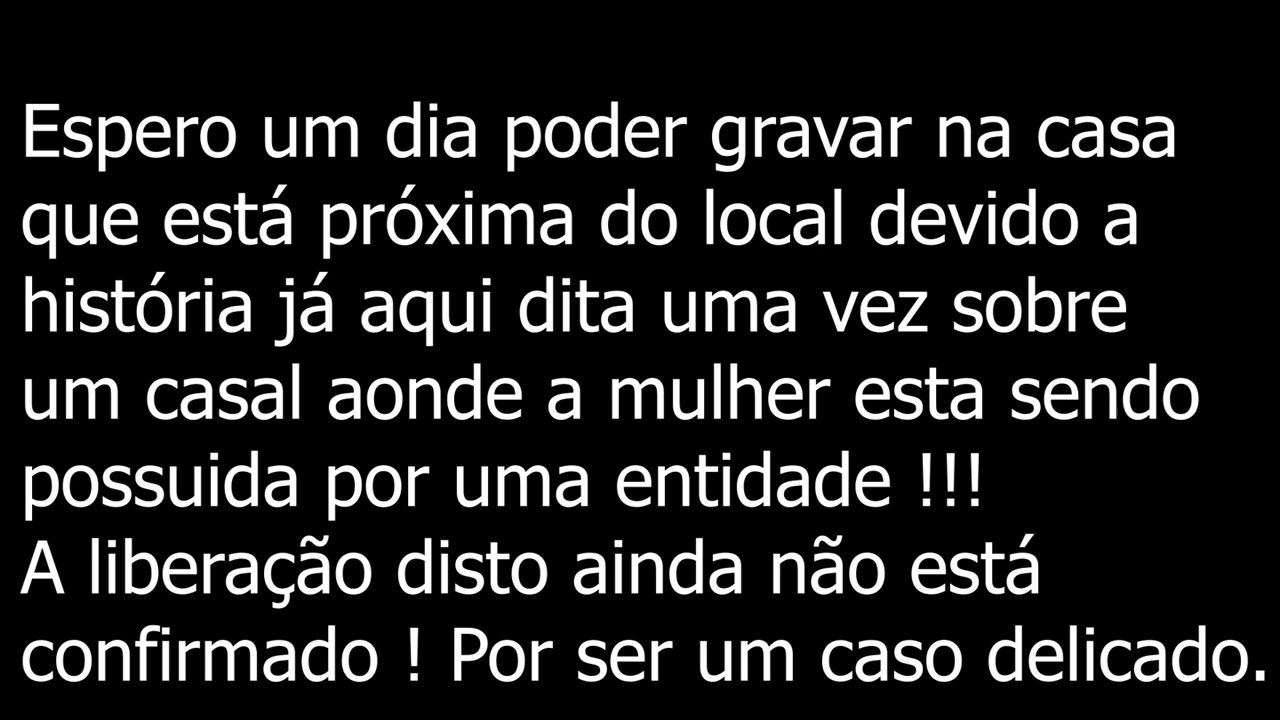 Espero um dia poder gravar na casa
que está próxima do local devido a
história já aqui dita uma vez sobre
um casal aonde a mulher esta sendo
possuida por uma entidade !!!
A liberação disto ainda não está
confirmado ! Por ser um caso delicado.